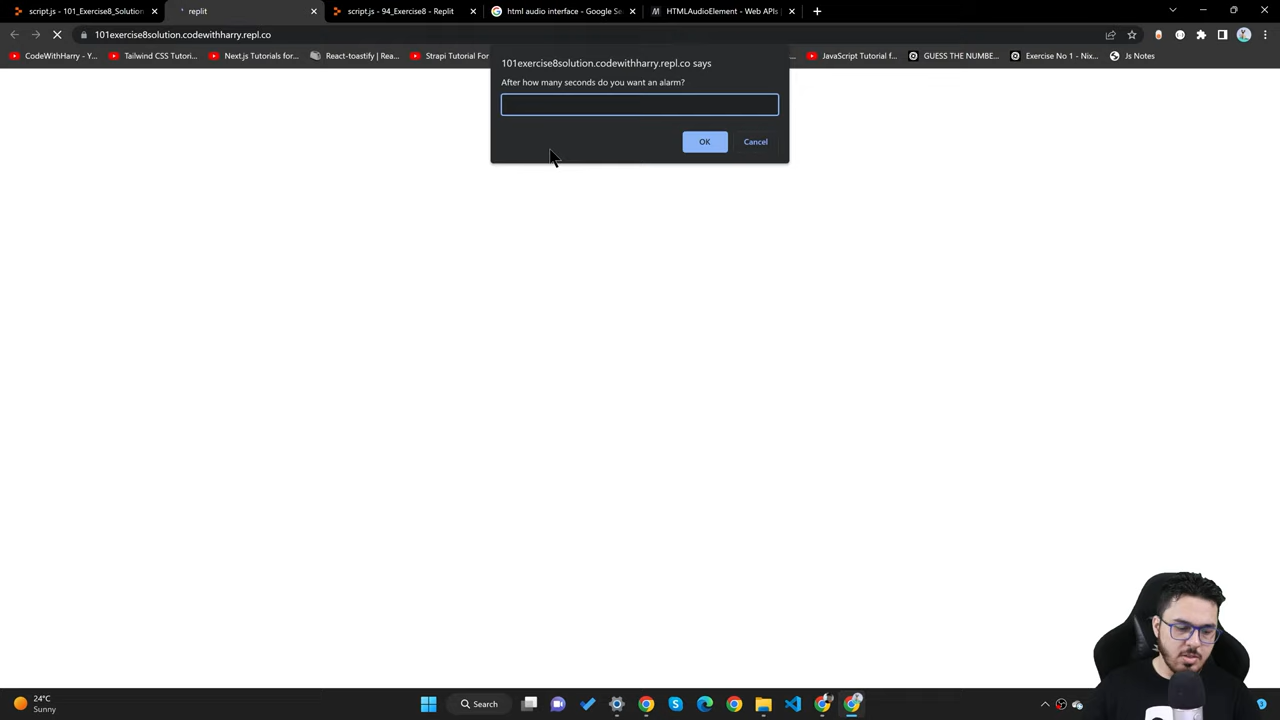 script.js - 101_Exercise8_Solution
replit
script.js - 94_Exercise8 - Replit
html audio interface - Google Se
HTMLAudioElement - Web APIs
101exercise8solution.codewithharry.repl.co
CodeWithHarry - Y...
Tailwind CSS Tutori...
Next.js Tutorials for...
React-toastify | Rea...
Strapi Tutorial For
JavaScript Tutorial f...
GUESS THE NUMBE...
Exercise No 1 - Nix...
Js Notes
101exercise8solution.codewithharry.repl.co says
After how many seconds do you want an alarm?
OK
Cancel
24°C
Sunny
Search